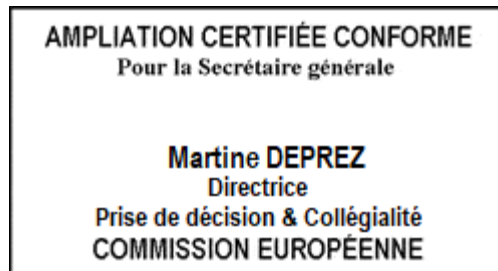 AMPLIATION CERTIFIÉE CONFORME
Pour la Secrétaire générale
Martine DEPREZ
Directrice
Prise de décision & Collégialité
COMMISSION EUROPÉENNE